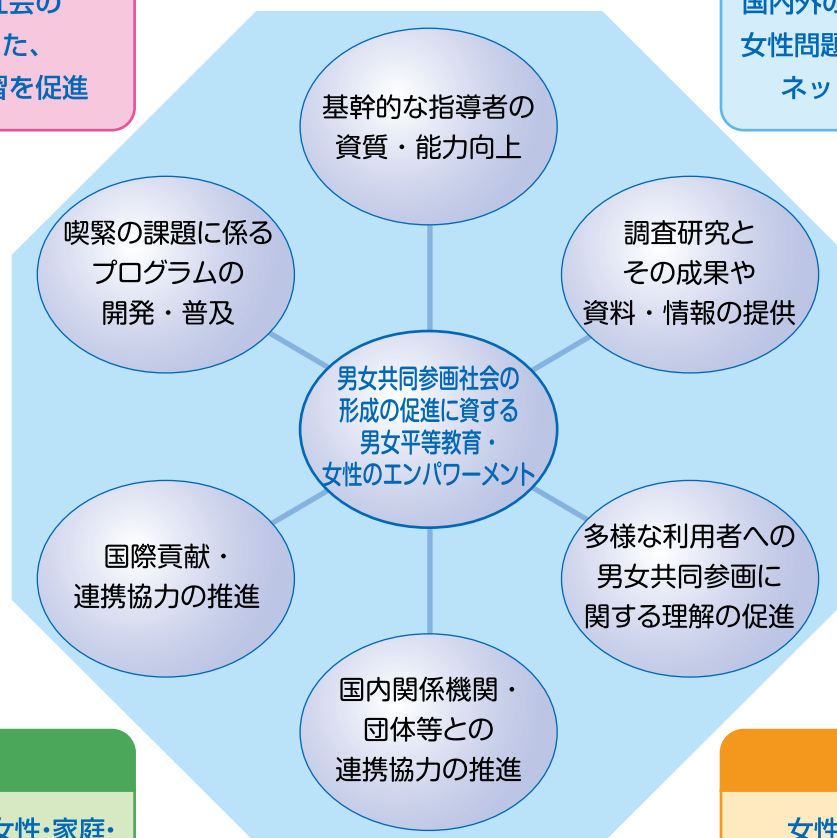 社会の
た、
習を促進
国内外の
女性問題
ネッ
基幹的な指導者の
資質・能力向上
喫緊の課題に係る
プログラムの
開発・普及
調査研究と
その成果や
資料・情報の提供
男女共同参画社会の
形成の促進に資する
男女平等教育・
女性のエンパワーメント
国際貢献・
連携協力の推進
多様な利用者への
男女共同参画に
関する理解の促進
国内関係機関・
団体等との
連携協力の推進
女性・家庭・
女性